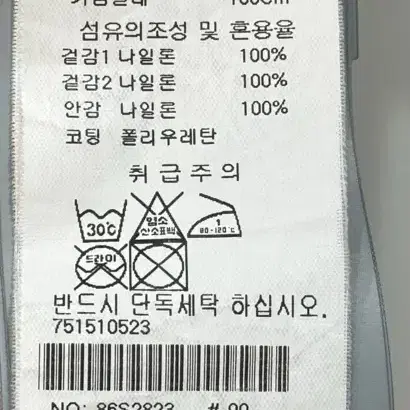 섬유의조성 및 혼용율
겉감1 나일론 100%
겉감2 나일론 100%
안감 나일론 100%
코팅 폴리우레탄
취급주의
30℃
염소
산소표백
1
80-120℃
드라이
반드시 단독세탁 하십시오.
751510523
NO: 86S2823 # 99